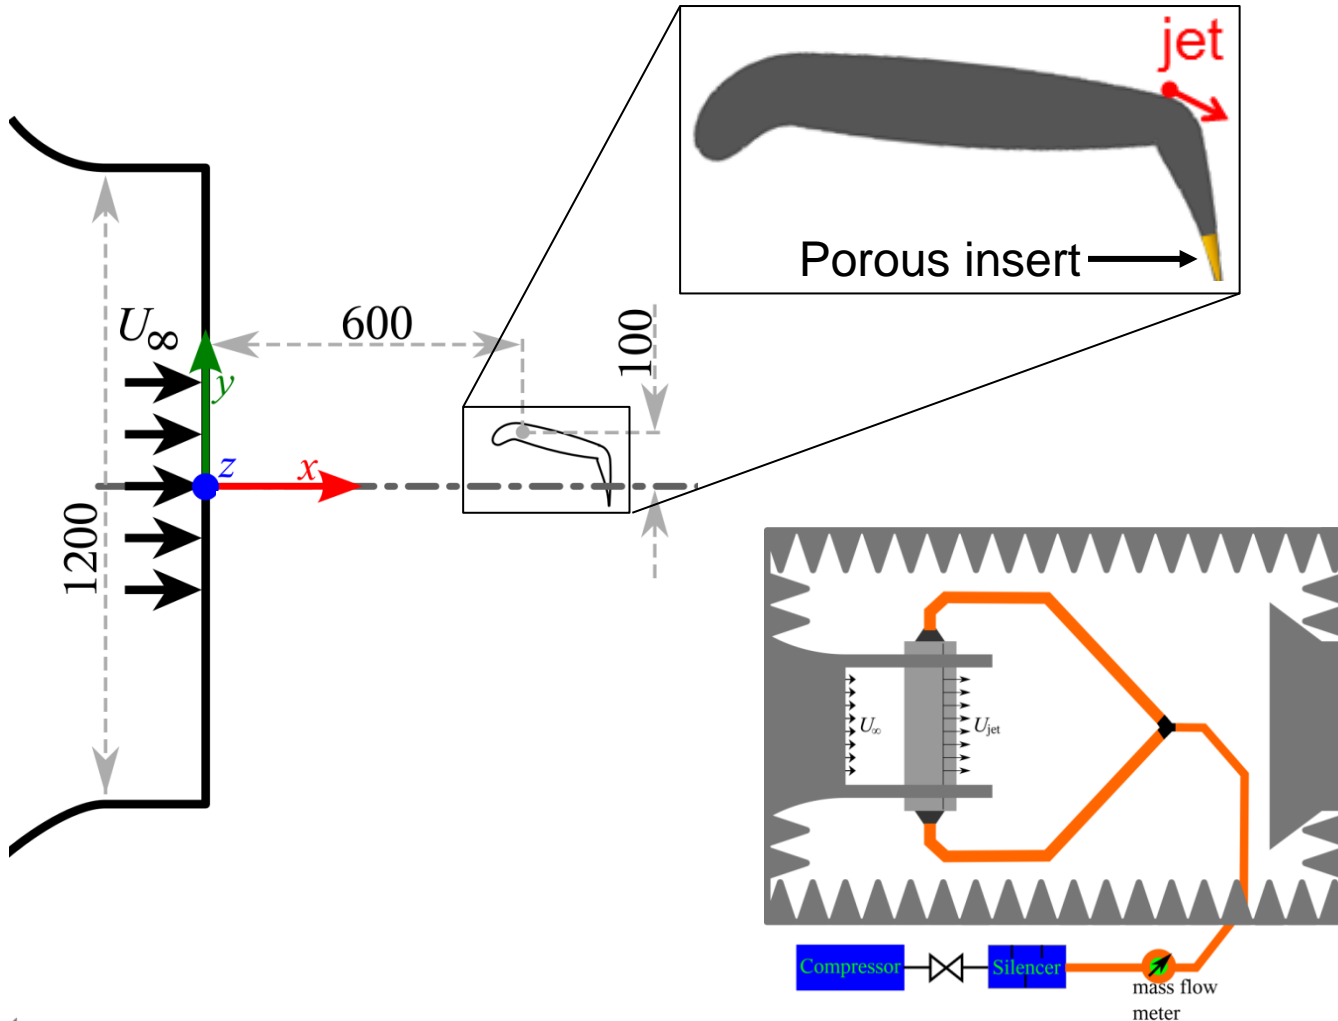 jet
Porous insert
U∞
600
100
y
z
x
1200
U∞
Ujet
Compressor
Silencer
mass flow
meter